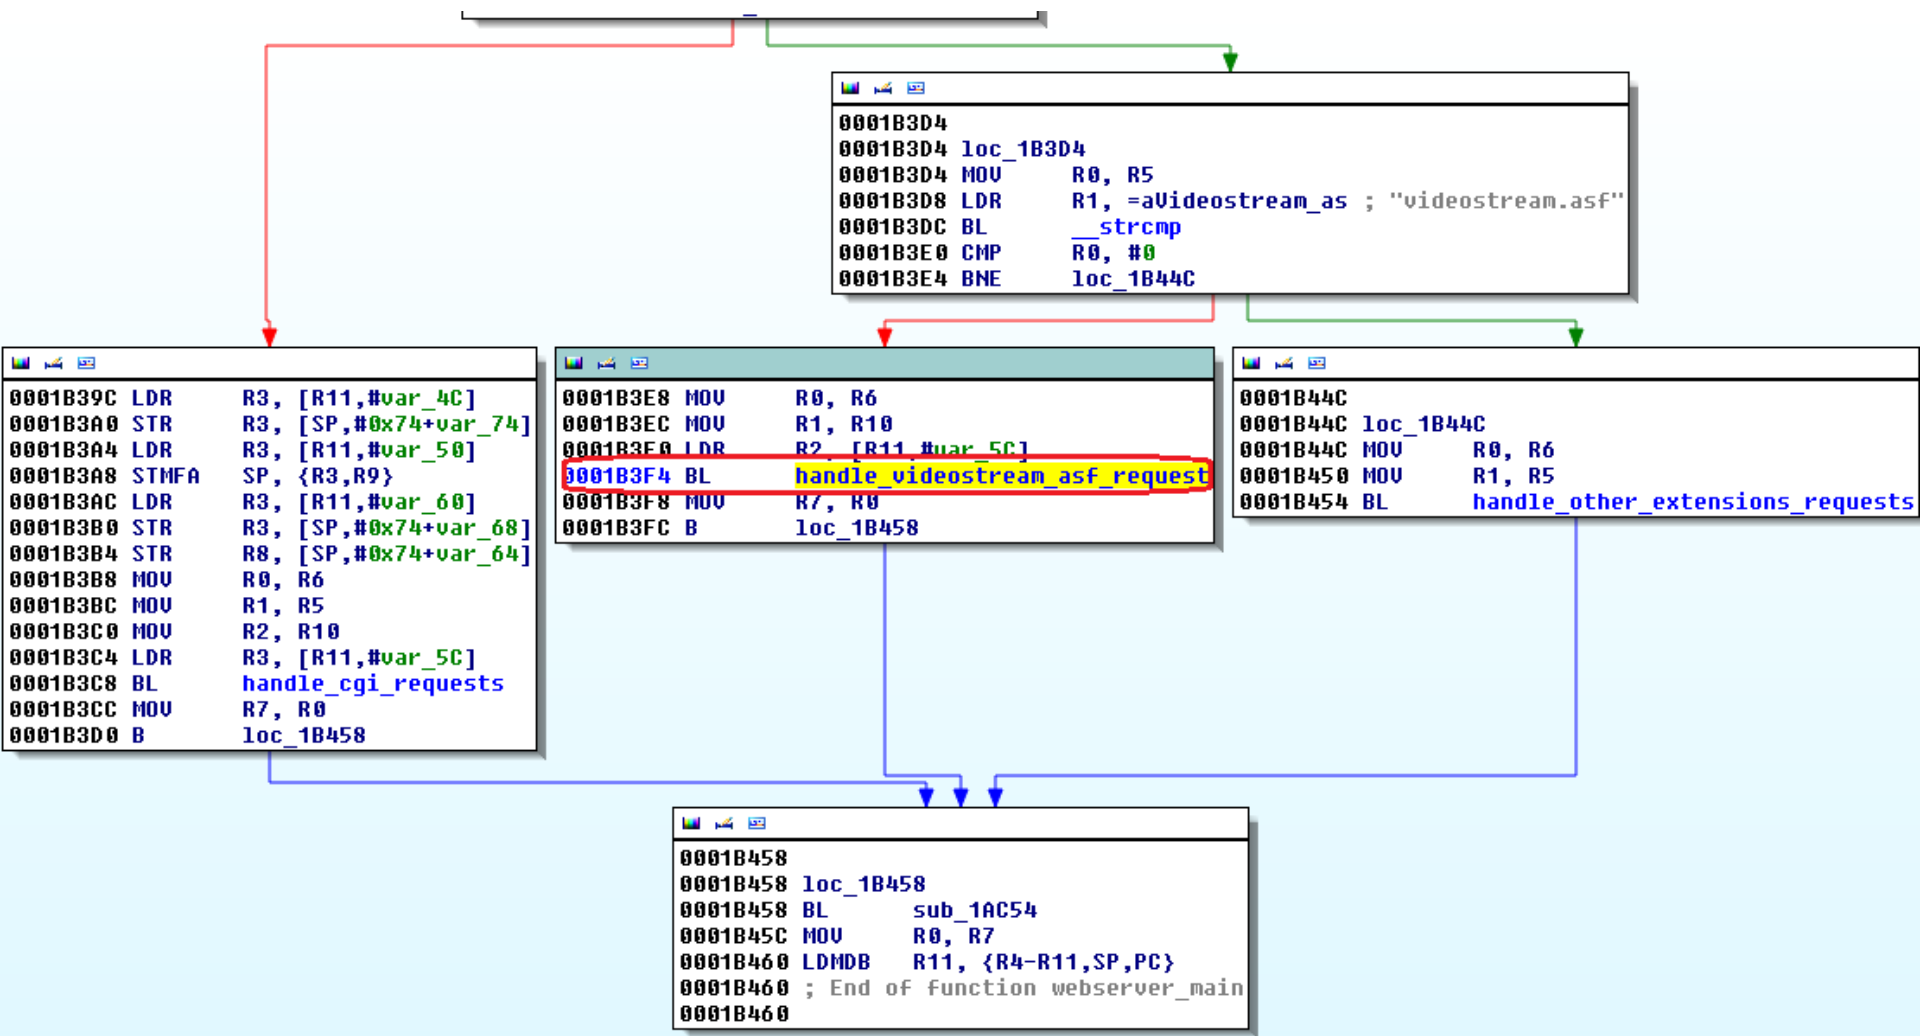 0001B3D4
0001B3D4 loc_1B3D4
0001B3D4 MOV R0, R5
0001B3D8 LDR R1, =aVideostream_as ; "videostream.asf"
0001B3DC BL __strcmp
0001B3E0 CMP R0, #0
0001B3E4 BNE loc_1B44C
0001B39C LDR R3, [R11,#var_4C]
0001B3A0 STR R3, [SP,#0x74+var_74]
0001B3A4 LDR R3, [R11,#var_50]
0001B3A8 STMFA SP, {R3,R9}
0001B3AC LDR R3, [R11,#var_60]
0001B3B0 STR R3, [SP,#0x74+var_68]
0001B3B4 STR R8, [SP,#0x74+var_64]
0001B3B8 MOV R0, R6
0001B3BC MOV R1, R5
0001B3C0 MOV R2, R10
0001B3C4 LDR R3, [R11,#var_5C]
0001B3C8 BL handle_cgi_requests
0001B3CC MOV R7, R0
0001B3D0 B loc_1B458
0001B3E8 MOV R0, R6
0001B3EC MOV R1, R10
0001B3F0 LDR R2, [R11,#var_5C]
0001B3F4 BL handle_videostream_asf_request
0001B3F8 MOV R7, R0
0001B3FC B loc_1B458
0001B44C
0001B44C loc_1B44C
0001B44C MOV R0, R6
0001B450 MOV R1, R5
0001B454 BL handle_other_extensions_requests
0001B458
0001B458 loc_1B458
0001B458 BL sub_1AC54
0001B45C MOV R0, R7
0001B460 LDMDB R11, {R4-R11,SP,PC}
0001B460 ; End of function webserver_main
0001B460